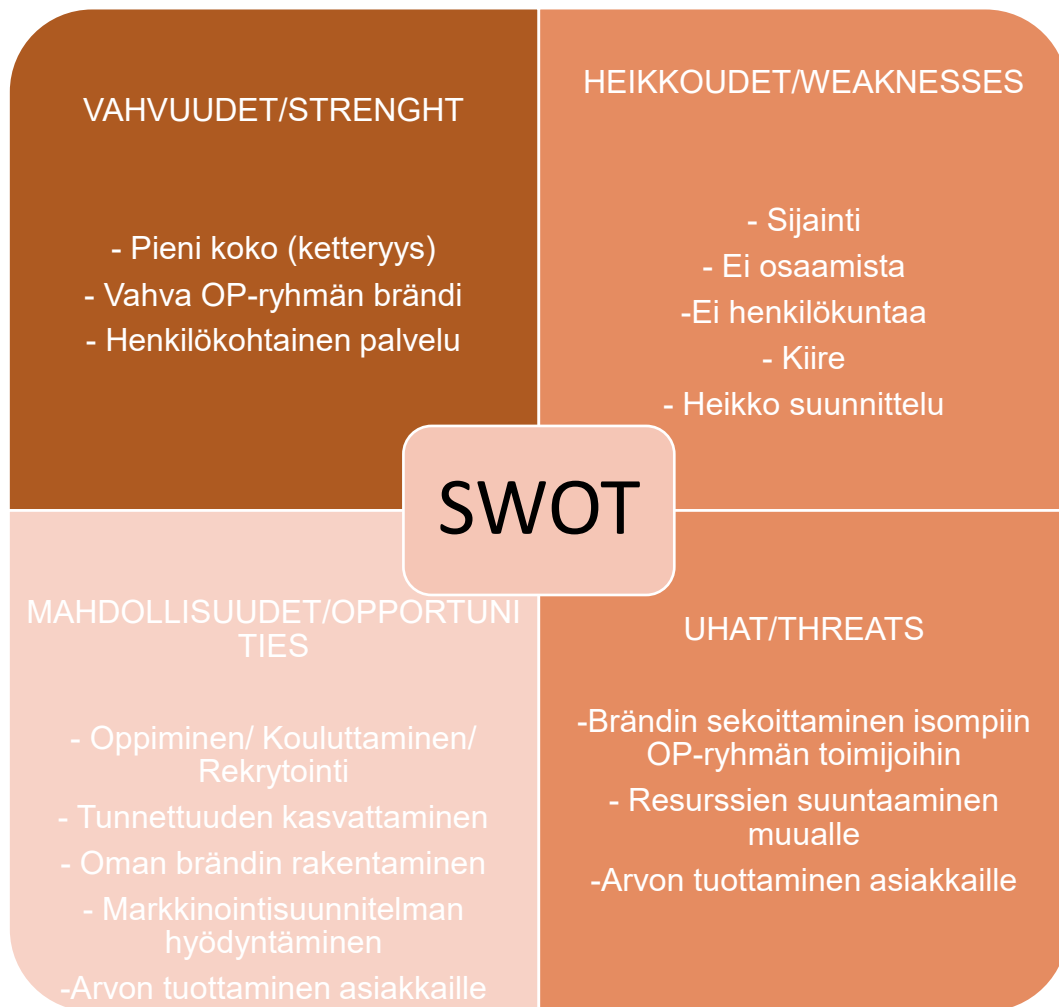 VAHVUUDET/STRENGHT
- Pieni koko (ketteryys)
- Vahva OP-ryhmän brändi
- Henkilökohtainen palvelu
HEIKKOUDET/WEAKNESSES
- Sijainti
- Ei osaamista
-Ei henkilökuntaa
- Kiire
- Heikko suunnittelu
SWOT
MAHDOLLISUUDET/OPPORTUNI
TIES
- Oppiminen/ Kouluttaminen/
Rekrytointi
- Tunnettuuden kasvattaminen
- Oman brändin rakentaminen
- Markkinointisuunnitelman
hyödyntäminen
-Arvon tuottaminen asiakkaille
UHAT/THREATS
-Brändin sekoittaminen isompiin
OP-ryhmän toimijoihin
- Resurssien suuntaaminen
muualle
-Arvon tuottaminen asiakkaille